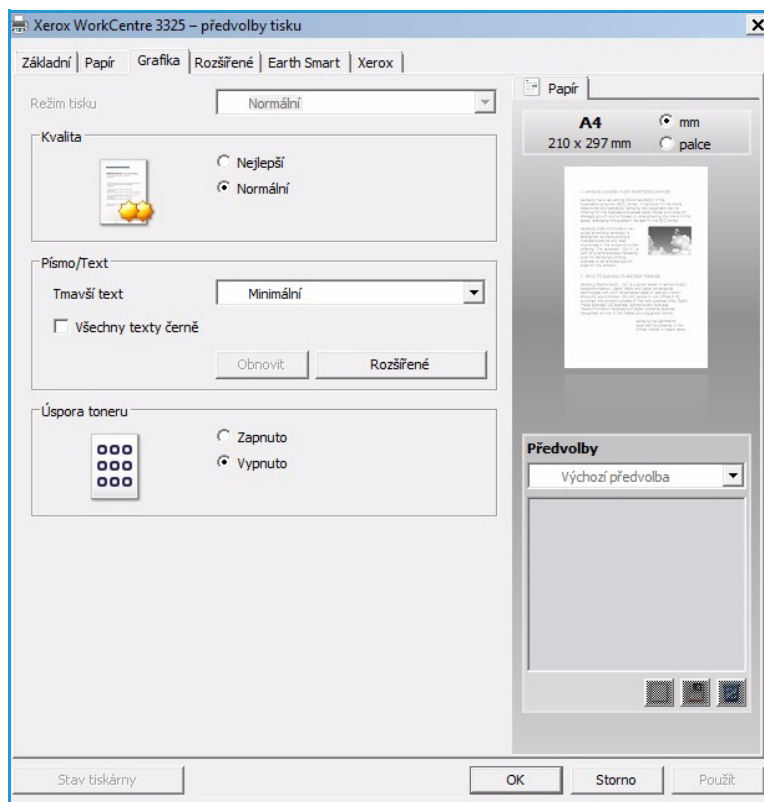 Xerox WorkCentre 3325 – předvolby tisku
Základní
Papír
Grafika
Rozšířené
Earth Smart
Xerox
Režim tisku
Normální
Kvalita
Nejlepší
Normální
Písmo/Text
Tmavší text
Minimální
Všechny texty černě
Obnovit
Rozšířené
Úspora toneru
Zapnuto
Vypnuto
Papír
A4
210 x 297 mm
mm
palce
Předvolby
Výchozí předvolba
Stav tiskárny
OK
Storno
Použít